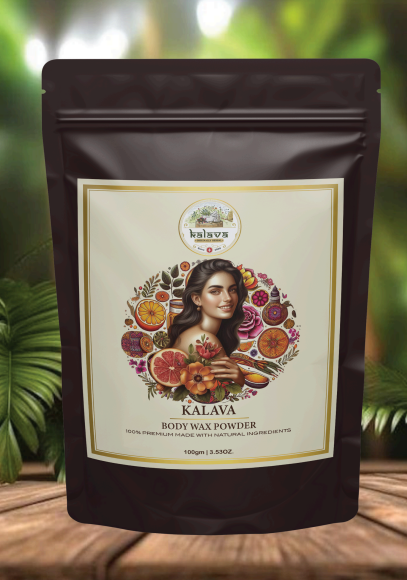 kalava
KALAVA
BODY WAX POWDER
100% PREMIUM MADE WITH NATURAL INGREDIENTS
100gm | 3.53OZ.